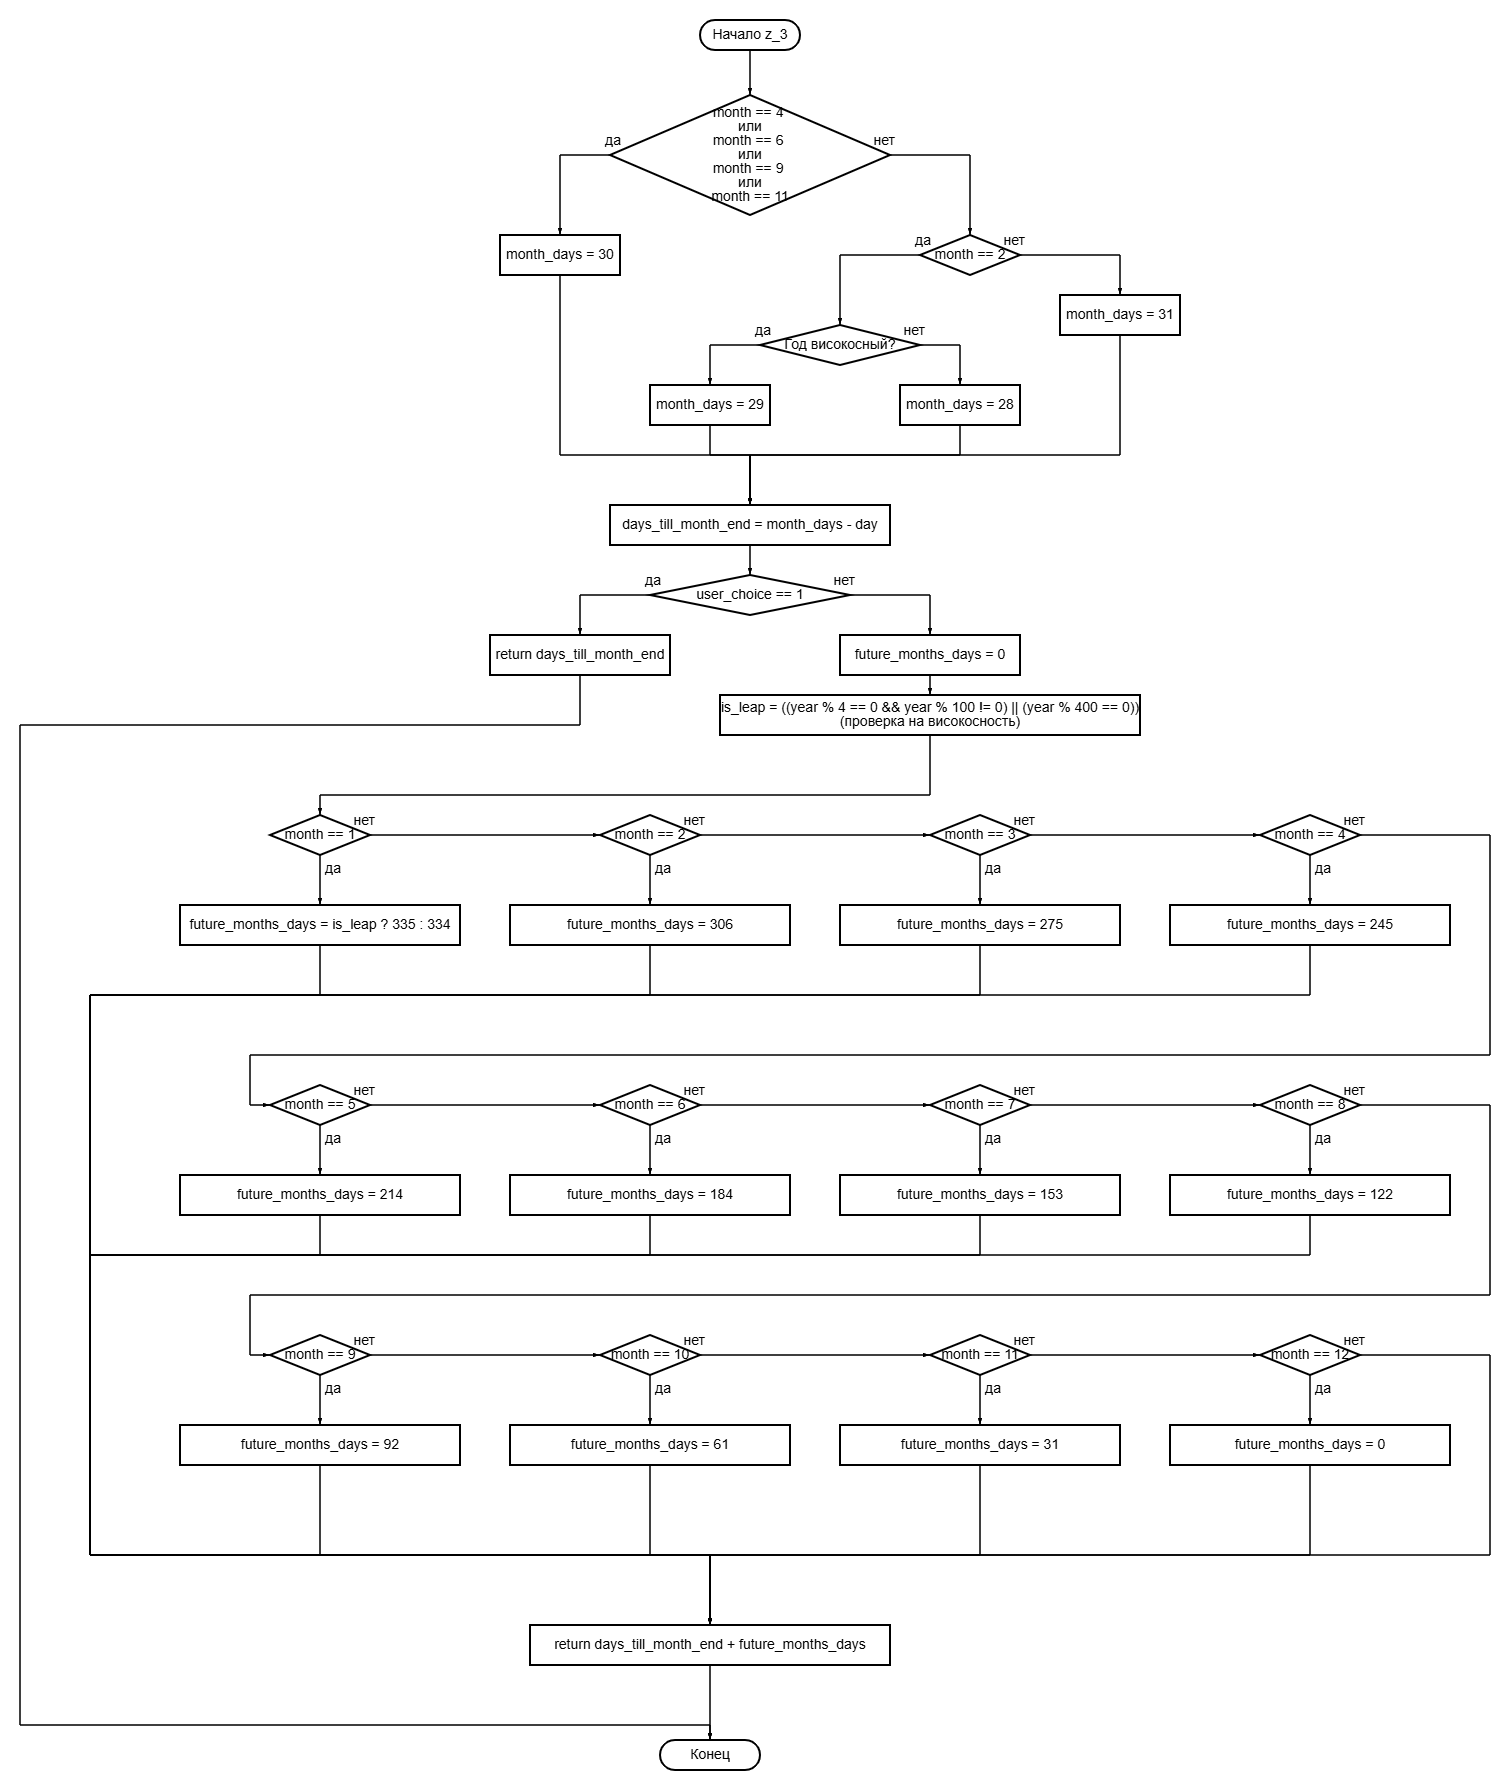 Начало z_3
month == 4
или
month == 6
или
month == 9
или
month == 11
да
нет
month_days = 30
да
month == 2
нет
month_days = 31
да
Год високосный?
нет
month_days = 29
month_days = 28
days_till_month_end = month_days - day
да
user_choice == 1
нет
return days_till_month_end
future_months_days = 0
is_leap = ((year % 4 == 0 && year % 100 != 0) || (year % 400 == 0))
(проверка на високосность)
month == 1
нет
month == 2
нет
month == 3
нет
month == 4
нет
да
да
да
да
future_months_days = is_leap ? 335 : 334
future_months_days = 306
future_months_days = 275
future_months_days = 245
month == 5
нет
month == 6
нет
month == 7
нет
month == 8
нет
да
да
да
да
future_months_days = 214
future_months_days = 184
future_months_days = 153
future_months_days = 122
month == 9
нет
month == 10
нет
month == 11
нет
month == 12
нет
да
да
да
да
future_months_days = 92
future_months_days = 61
future_months_days = 31
future_months_days = 0
return days_till_month_end + future_months_days
Конец